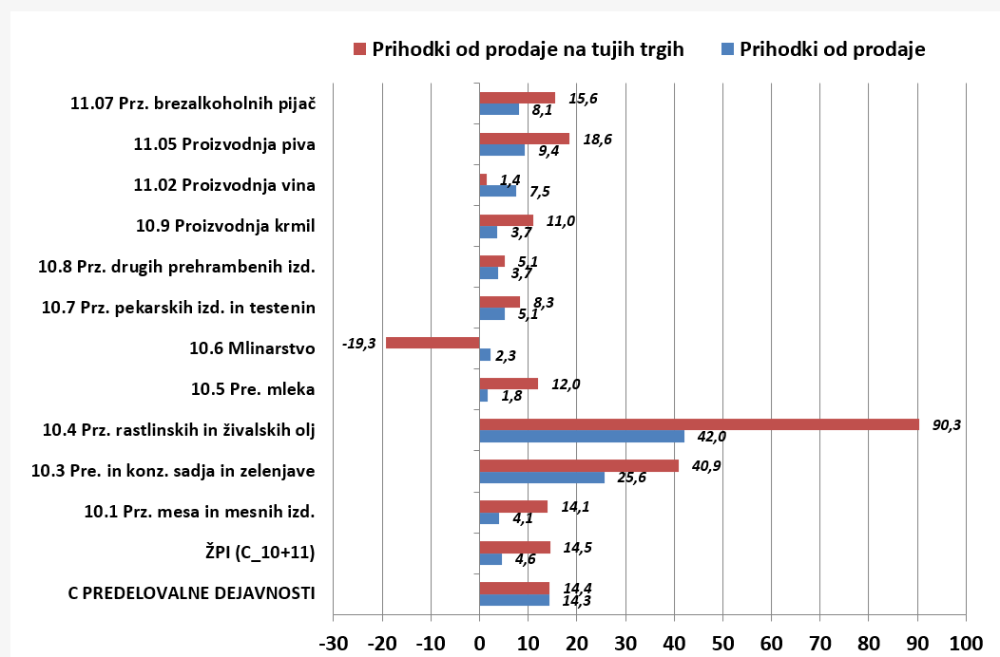 Prihodki od prodaje na tujih trgih Prihodki od prodaje
11.07 Prz. brezalkoholnih pijač 15,6
8,1
11.05 Proizvodnja piva 18,6
9,4
11.02 Proizvodnja vina 1,4
7,5
10.9 Proizvodnja krmil 11,0
3,7
10.8 Prz. drugih prehrambenih izd. 5,1
3,7
10.7 Prz. pekarskih izd. in testenin 8,3
5,1
10.6 Mlinarstvo -19,3
2,3
10.5 Pre. mleka 12,0
1,8
10.4 Prz. rastlinskih in živalskih olj 90,3
42,0
10.3 Pre. in konz. sadja in zelenjave 40,9
25,6
10.1 Prz. mesa in mesnih izd. 14,1
4,1
ŽPI (C_10+11) 14,5
4,6
C PREDELOVALNE DEJAVNOSTI 14,4
14,3
-30 -20 -10 0 10 20 30 40 50 60 70 80 90 100